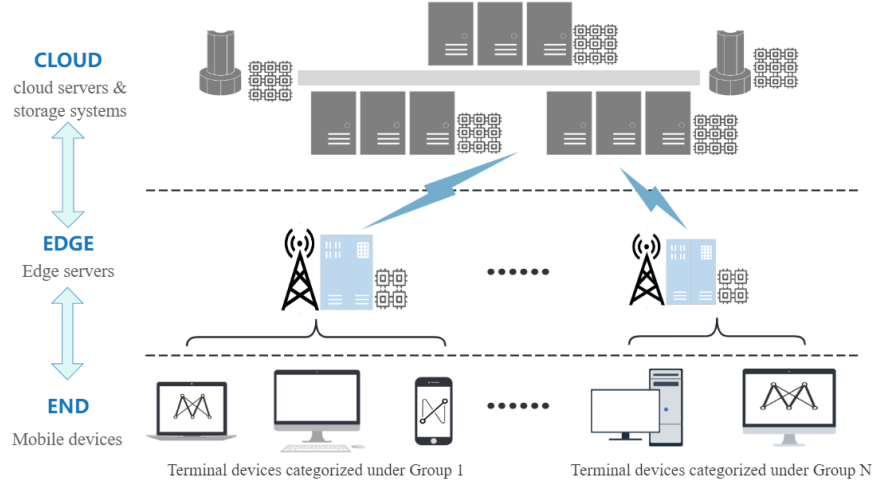 CLOUD
cloud servers &
storage systems
EDGE
Edge servers
END
Mobile devices
Terminal devices categorized under Group 1
Terminal devices categorized under Group N